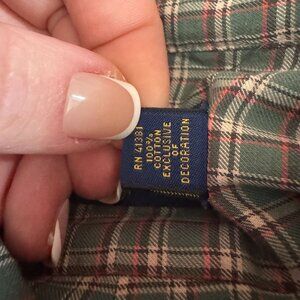 RN 41381
100%
COTTON
EXCLUSIVE
OF
DECORATION